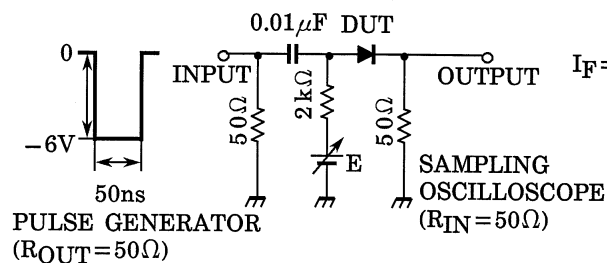 0.01μF DUT
0
INPUT
OUTPUT
I_F=
50Ω
2kΩ
50Ω
-6V
E
50ns
SAMPLING
OSCILLOSCOPE
(R_IN=50Ω)
PULSE GENERATOR
(R_OUT=50Ω)